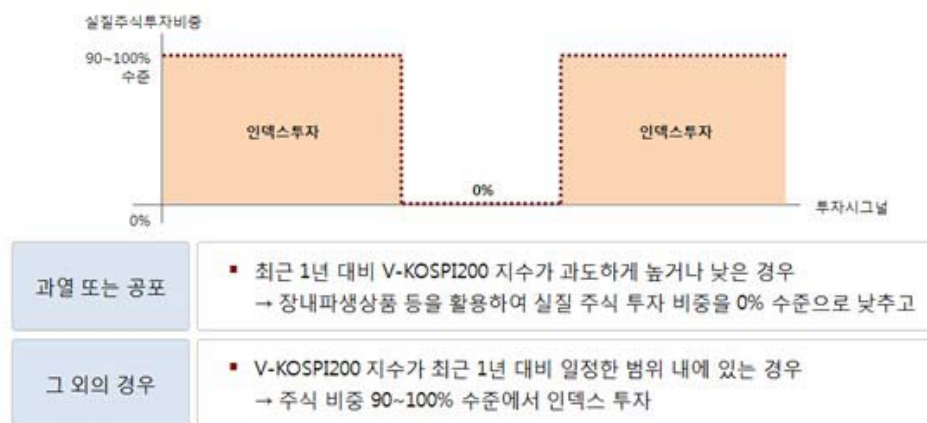 실질주식투자비중
90~100%
수준
인덱스투자
인덱스투자
0%
투자시그널
0%
과열 또는 공포
▪ 최근 1년 대비 V-KOSPI200 지수가 과도하게 높거나 낮은 경우
→ 장내파생상품 등을 활용하여 실질 주식 투자 비중을 0% 수준으로 낮추고
그 외의 경우
▪ V-KOSPI200 지수가 최근 1년 대비 일정한 범위 내에 있는 경우
→ 주식 비중 90~100% 수준에서 인덱스 투자